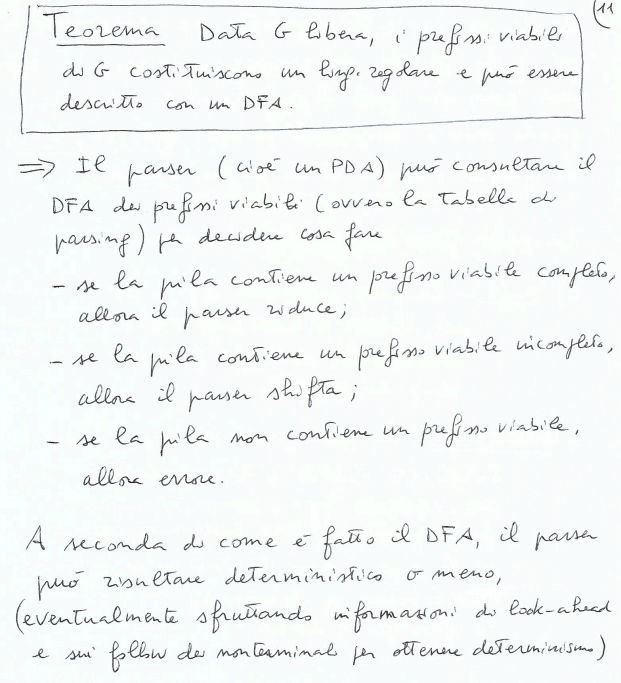 11
Teorema Data G libera, i prefissi viabili
di G costituiscono un ling. regolare e può essere
descritto con un DFA.
⇒ Il parser (cioè un PDA) può consultare il
DFA dei prefissi viabili (ovvero la Tabella di
parsing) per decidere cosa fare
- se la pila contiene un prefisso viabile completo,
allora il parser riduce;
- se la pila contiene un prefisso viabile incompleto,
allora il parser shifta;
- se la pila non contiene un prefisso viabile,
allora errore.
A seconda di come è fatto il DFA, il parser
può risultare deterministico o meno,
(eventualmente sfruttando informazioni di look-ahead
e sui follow dei nonterminali per ottenere determinismo)